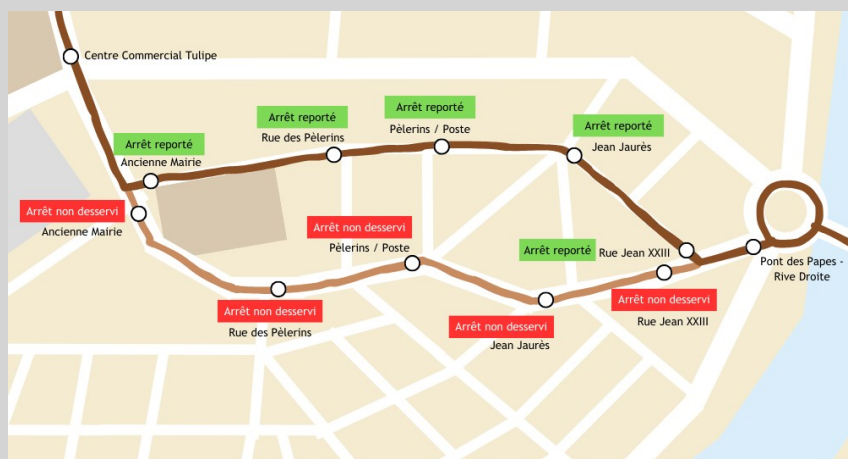 Centre Commercial Tulipe
Arrêt reporté
Ancienne Mairie
Arrêt reporté
Rue des Pèlerins
Arrêt reporté
Pèlerins / Poste
Arrêt reporté
Jean Jaurès
Arrêt non desservi
Ancienne Mairie
Arrêt non desservi
Pèlerins / Poste
Arrêt reporté
Rue Jean XXIII
Pont des Papes -
Rive Droite
Arrêt non desservi
Rue des Pèlerins
Arrêt non desservi
Jean Jaurès
Arrêt non desservi
Rue Jean XXIII